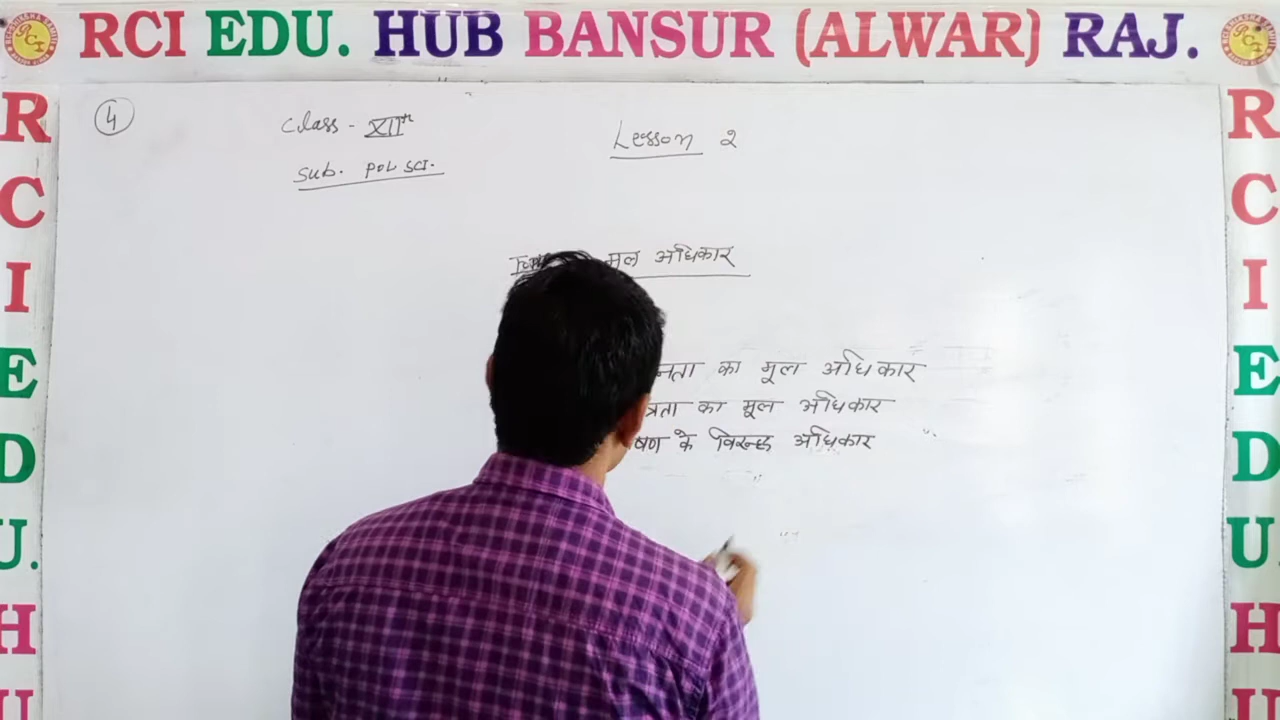 RCI EDU. HUB BANSUR (ALWAR) RAJ.
R
C
I
E
D
U.
H
U
4
Class - XIIth
Sub. POL SCI.
Lesson 2
मूल अधिकार
नता का मूल अधिकार
त्रता का मूल अधिकार
षण के विरुद्ध अधिकार
R
C
I
E
D
U.
H
U